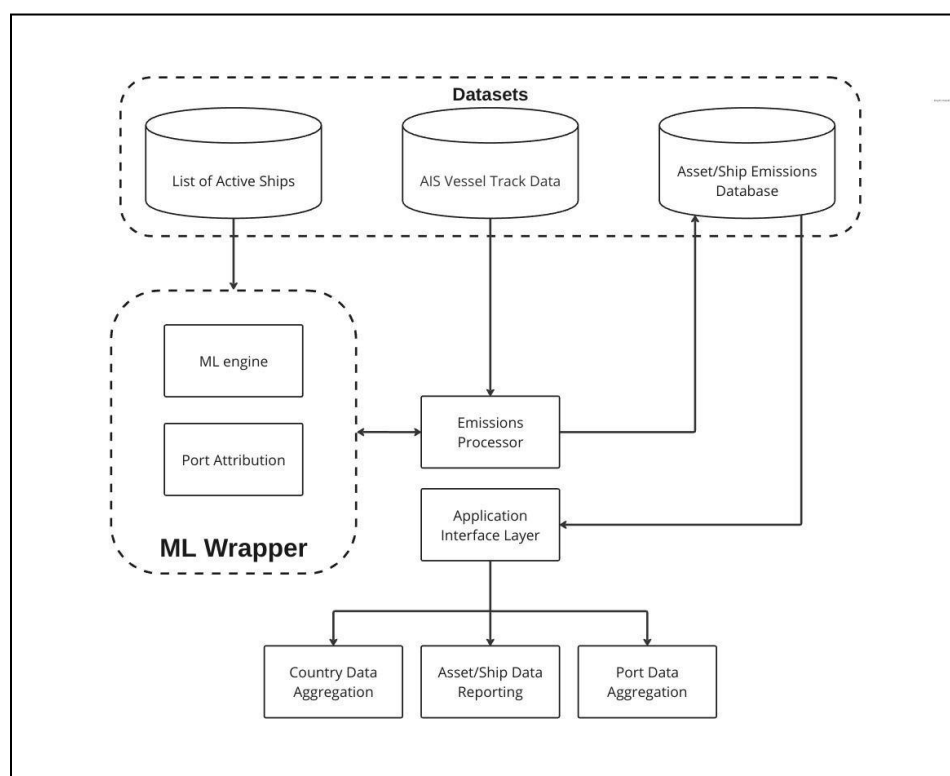 Datasets
List of Active Ships
AIS Vessel Track Data
Asset/Ship Emissions
Database
ML engine
Port Attribution
ML Wrapper
Emissions
Processor
Application
Interface Layer
Country Data
Aggregation
Asset/Ship Data
Reporting
Port Data
Aggregation